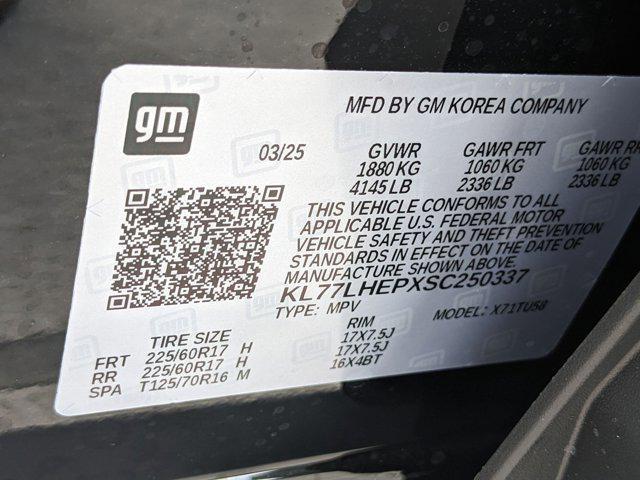 gm
MFD BY GM KOREA COMPANY
03/25 GVWR GAWR FRT GAWR RR
1880 KG 1060 KG 1060 KG
4145 LB 2336 LB 2336 LB
THIS VEHICLE CONFORMS TO ALL
APPLICABLE U.S. FEDERAL MOTOR
VEHICLE SAFETY AND THEFT PREVENTION
STANDARDS IN EFFECT ON THE DATE OF
MANUFACTURE SHOWN ABOVE.
KL77LHEPXSC250337
TYPE: MPV MODEL: X71TU58
TIRE SIZE RIM
FRT 225/60R17 H 17X7.5J
RR 225/60R17 H 17X7.5J
SPA T125/70R16 M 16X4BT